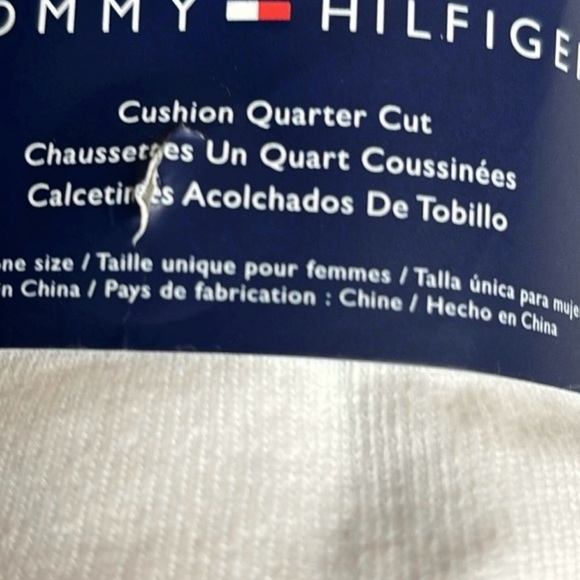 OMMY HILFIGE
Cushion Quarter Cut
Chaussettes Un Quart Coussinées
Calcetines Acolchados De Tobillo
ne size / Taille unique pour femmes / Talla única para muje
n China / Pays de fabrication : Chine / Hecho en China